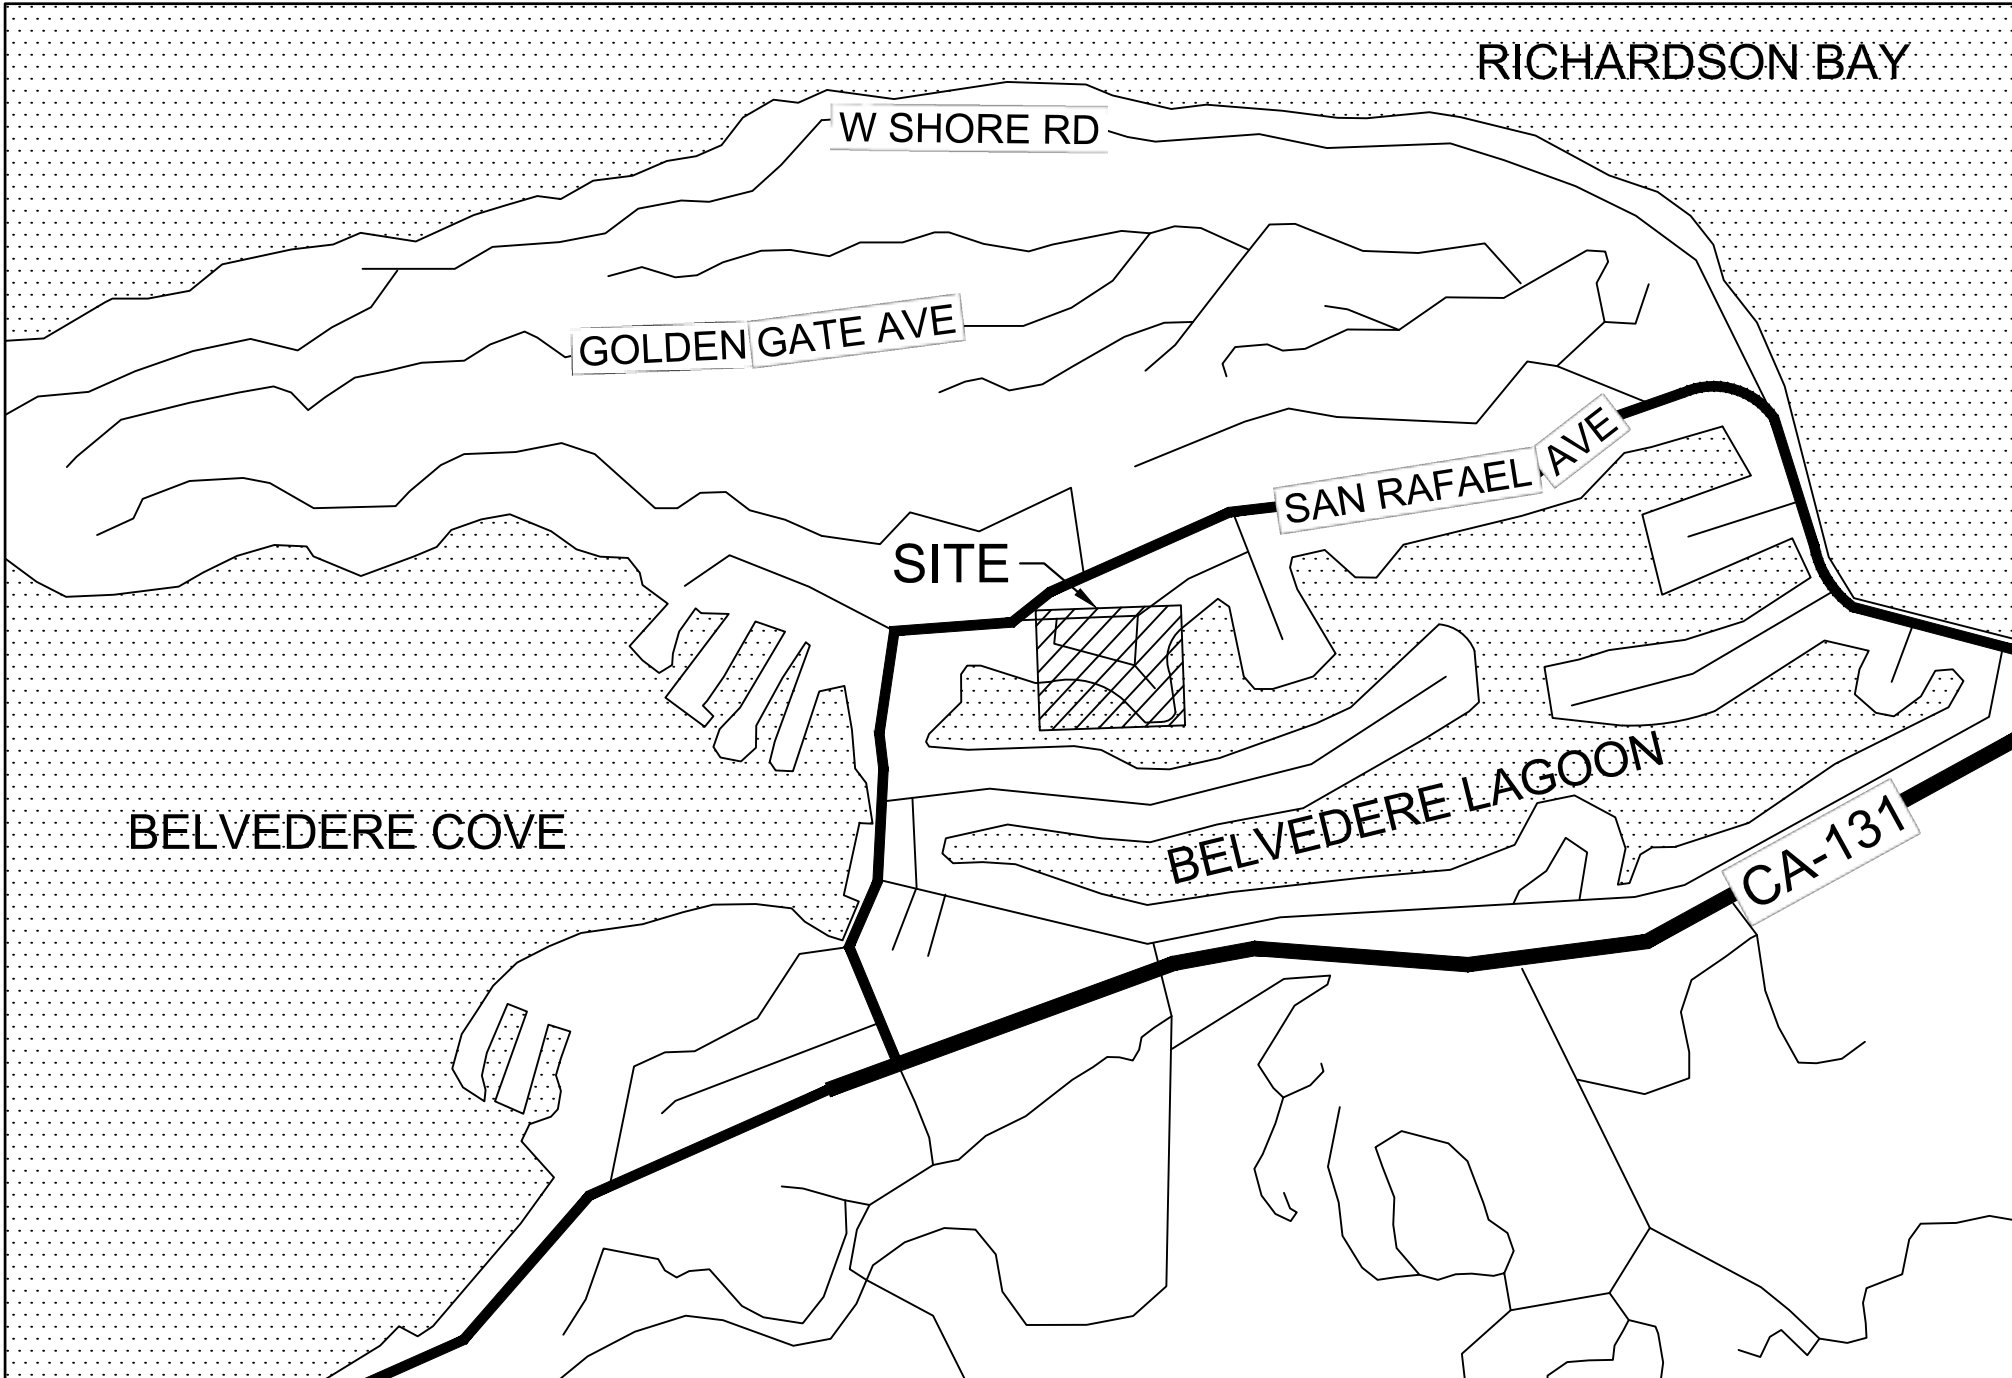 RICHARDSON BAY
W SHORE RD
GOLDEN GATE AVE
SAN RAFAEL AVE
SITE
BELVEDERE LAGOON
BELVEDERE COVE
CA-131